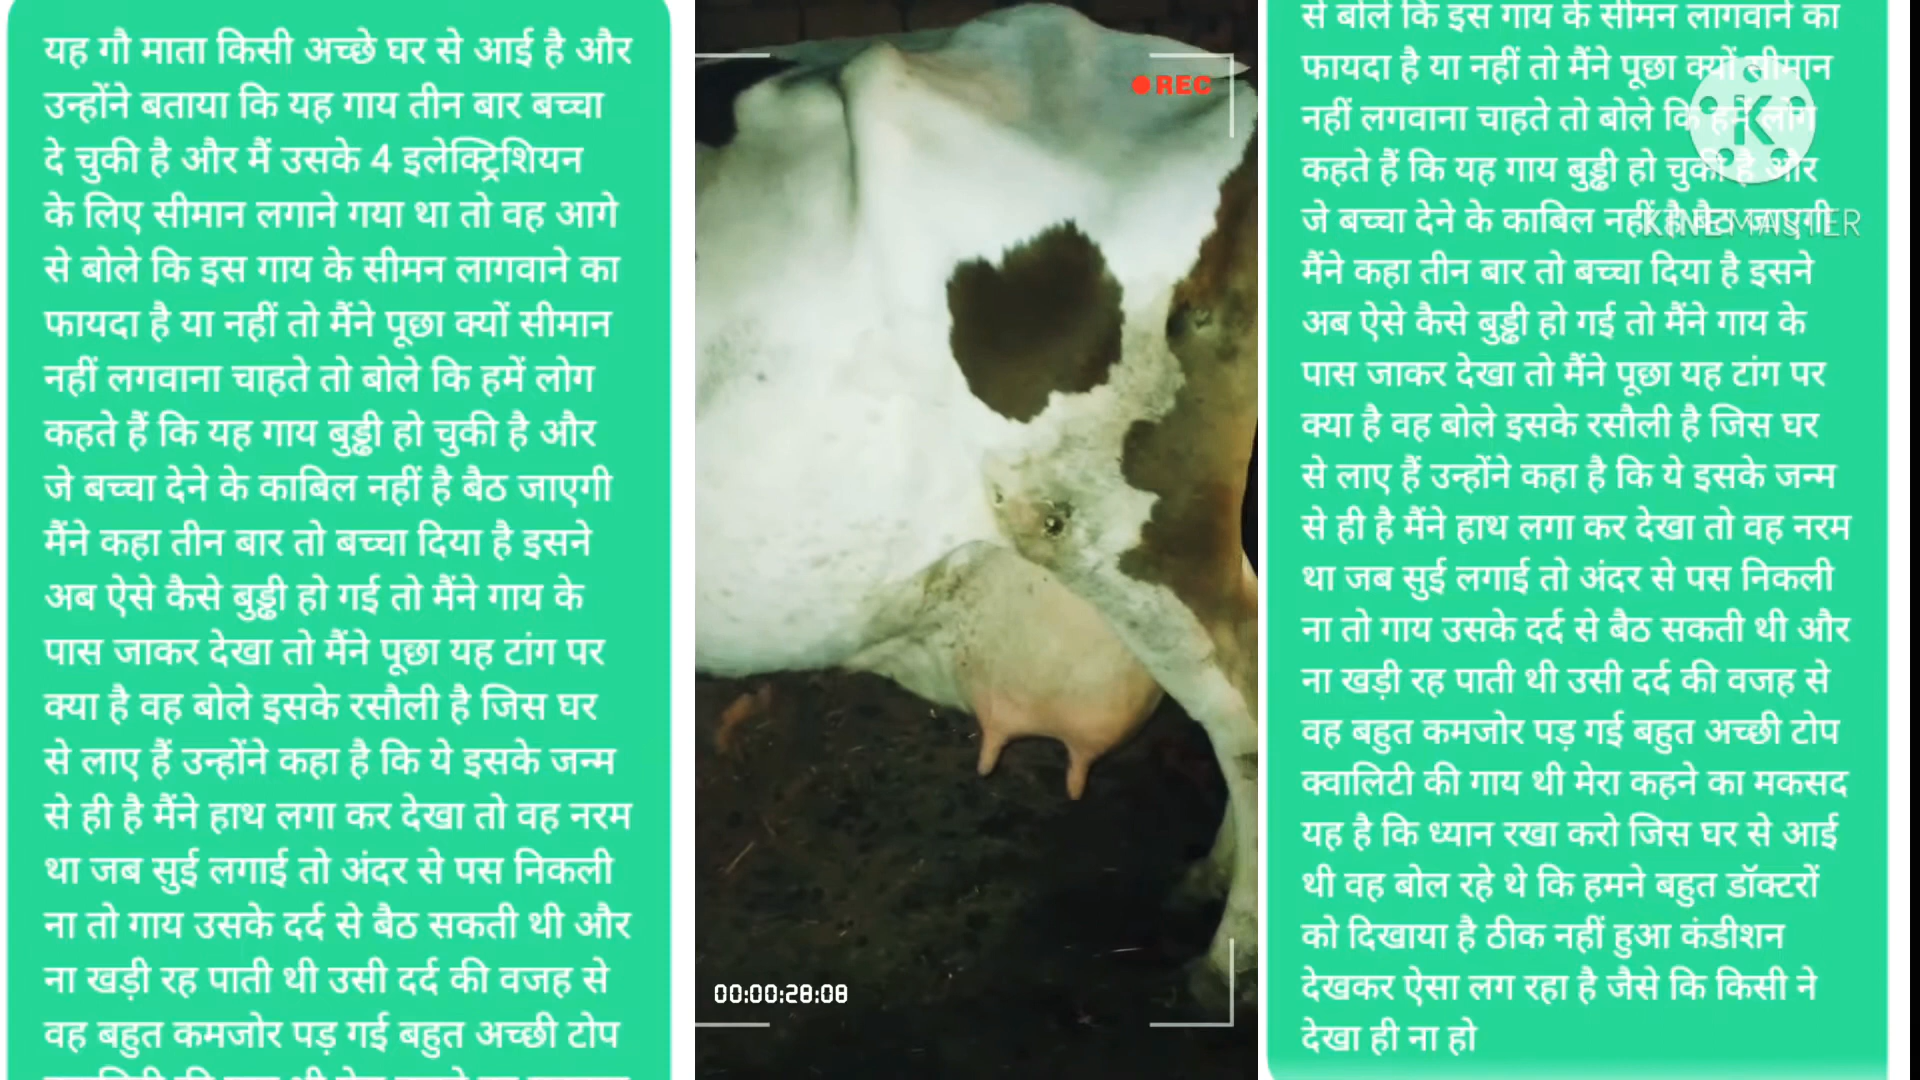 यह गौ माता किसी अच्छे घर से आई है और
उन्होंने बताया कि यह गाय तीन बार बच्चा
दे चुकी है और मैं उसके 4 इलेक्ट्रिशियन
के लिए सीमान लगाने गया था तो वह आगे
से बोले कि इस गाय के सीमन लागवाने का
फायदा है या नहीं तो मैंने पूछा क्यों सीमान
नहीं लगवाना चाहते तो बोले कि हमें लोग
कहते हैं कि यह गाय बुड्ढी हो चुकी है और
जे बच्चा देने के काबिल नहीं है बैठ जाएगी
मैंने कहा तीन बार तो बच्चा दिया है इसने
अब ऐसे कैसे बुड्ढी हो गई तो मैंने गाय के
पास जाकर देखा तो मैंने पूछा यह टांग पर
क्या है वह बोले इसके रसौली है जिस घर
से लाए हैं उन्होंने कहा है कि ये इसके जन्म
से ही है मैंने हाथ लगा कर देखा तो वह नरम
था जब सुई लगाई तो अंदर से पस निकली
ना तो गाय उसके दर्द से बैठ सकती थी और
ना खड़ी रह पाती थी उसी दर्द की वजह से
वह बहुत कमजोर पड़ गई बहुत अच्छी टोप
REC
00:00:28:08
से बोले कि इस गाय के सीमन लागवाने का
फायदा है या नहीं तो मैंने पूछा क्यों सीमान
नहीं लगवाना चाहते तो बोले कि हमें लोग
कहते हैं कि यह गाय बुड्ढी हो चुकी है और
जे बच्चा देने के काबिल नहीं है बैठ जाएगी
मैंने कहा तीन बार तो बच्चा दिया है इसने
अब ऐसे कैसे बुड्ढी हो गई तो मैंने गाय के
पास जाकर देखा तो मैंने पूछा यह टांग पर
क्या है वह बोले इसके रसौली है जिस घर
से लाए हैं उन्होंने कहा है कि ये इसके जन्म
से ही है मैंने हाथ लगा कर देखा तो वह नरम
था जब सुई लगाई तो अंदर से पस निकली
ना तो गाय उसके दर्द से बैठ सकती थी और
ना खड़ी रह पाती थी उसी दर्द की वजह से
वह बहुत कमजोर पड़ गई बहुत अच्छी टोप
क्वालिटी की गाय थी मेरा कहने का मकसद
यह है कि ध्यान रखा करो जिस घर से आई
थी वह बोल रहे थे कि हमने बहुत डॉक्टरों
को दिखाया है ठीक नहीं हुआ कंडीशन
देखकर ऐसा लग रहा है जैसे कि किसी ने
देखा ही ना हो
K
KINEMASTER